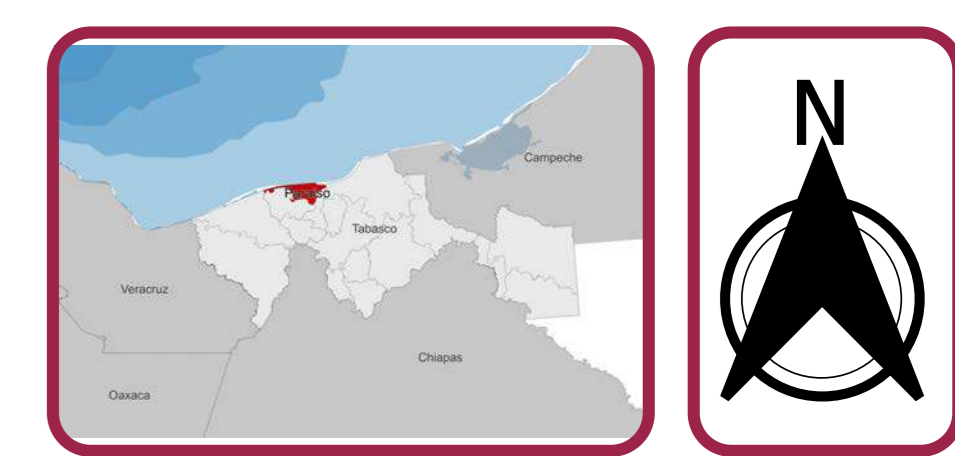 N
Campeche
Paraíso
Tabasco
Veracruz
Chiapas
Oaxaca